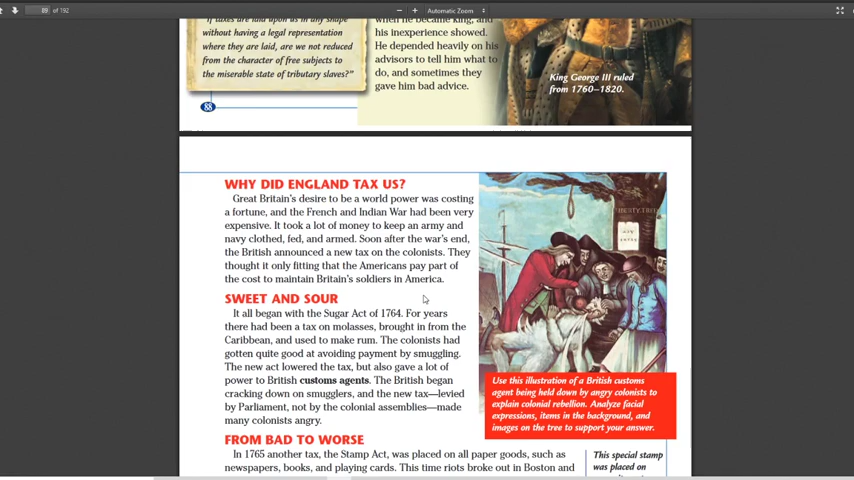 89 of 192
Automatic Zoom
"If taxes are laid upon us in any shape
without having a legal representation
where they are laid, are we not reduced
from the character of free subjects to
the miserable state of tributary slaves?"
88
when he became king, and
his inexperience showed.
He depended heavily on his
advisors to tell him what to
do, and sometimes they
gave him bad advice.
King George III ruled
from 1760–1820.
WHY DID ENGLAND TAX US?
Great Britain's desire to be a world power was costing
a fortune, and the French and Indian War had been very
expensive. It took a lot of money to keep an army and
navy clothed, fed, and armed. Soon after the war's end,
the British announced a new tax on the colonists. They
thought it only fitting that the Americans pay part of
the cost to maintain Britain's soldiers in America.
SWEET AND SOUR
It all began with the Sugar Act of 1764. For years
there had been a tax on molasses, brought in from the
Caribbean, and used to make rum. The colonists had
gotten quite good at avoiding payment by smuggling.
The new act lowered the tax, but also gave a lot of
power to British customs agents. The British began
cracking down on smugglers, and the new tax—levied
by Parliament, not by the colonial assemblies—made
many colonists angry.
FROM BAD TO WORSE
In 1765 another tax, the Stamp Act, was placed on all paper goods, such as
newspapers, books, and playing cards. This time riots broke out in Boston and
LIBERTY TREE
Use this illustration of a British customs
agent being held down by angry colonists to
explain colonial rebellion. Analyze facial
expressions, items in the background, and
images on the tree to support your answer.
This special stamp
was placed on